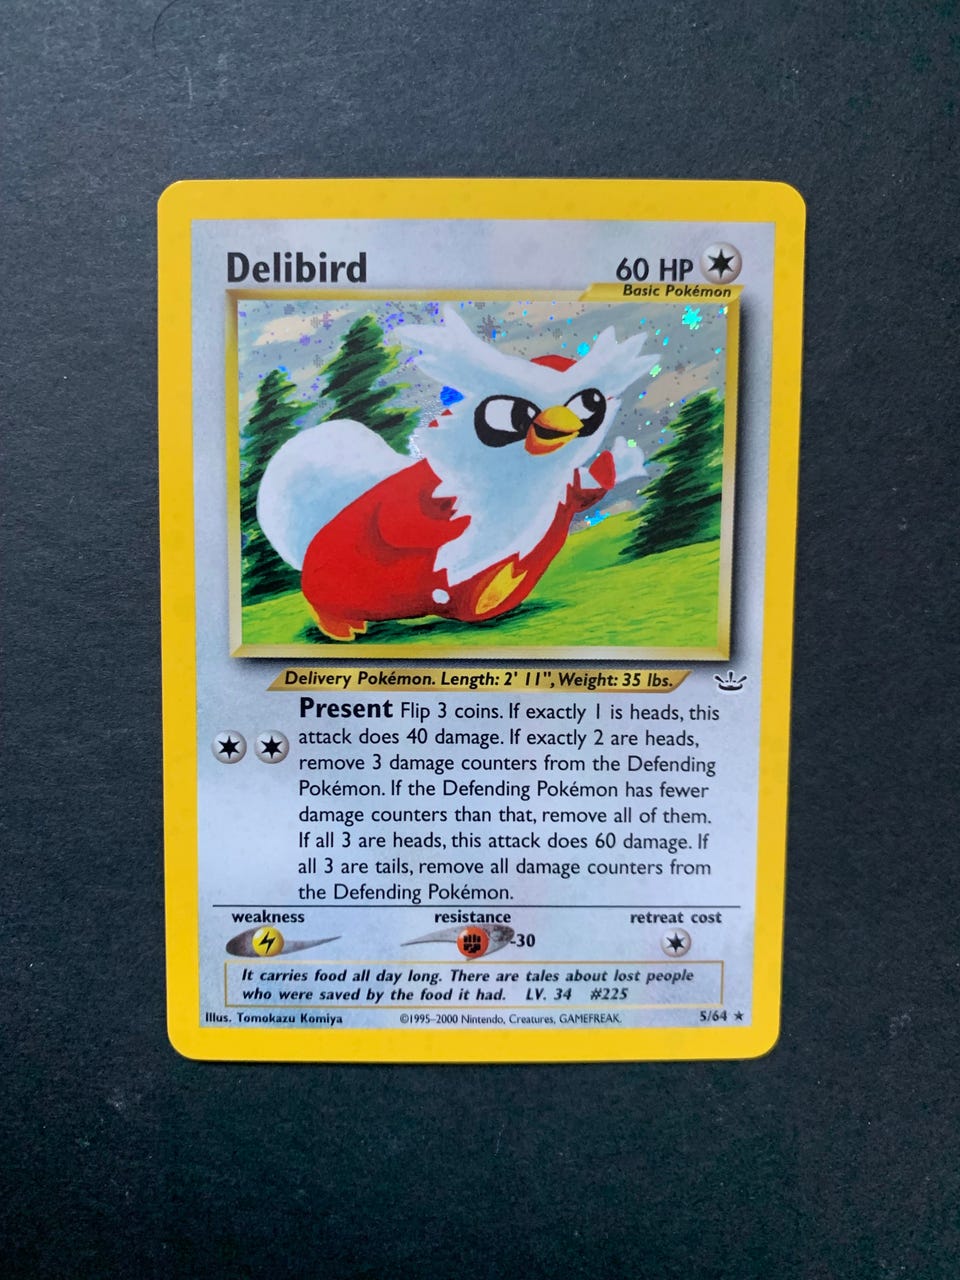 Delibird
60 HP
Basic Pokémon
Delivery Pokémon. Length: 2' 11", Weight: 35 lbs.
Present Flip 3 coins. If exactly 1 is heads, this
attack does 40 damage. If exactly 2 are heads,
remove 3 damage counters from the Defending
Pokémon. If the Defending Pokémon has fewer
damage counters than that, remove all of them.
If all 3 are heads, this attack does 60 damage. If
all 3 are tails, remove all damage counters from
the Defending Pokémon.
weakness resistance retreat cost
-30
It carries food all day long. There are tales about lost people
who were saved by the food it had. LV. 34 #225
Illus. Tomokazu Komiya ©1995–2000 Nintendo, Creatures, GAMEFREAK. 5/64 ★